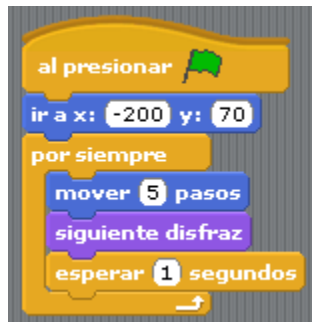 al presionar
ir a x: -200 y: 70
por siempre
mover 5 pasos
siguiente disfraz
esperar 1 segundos